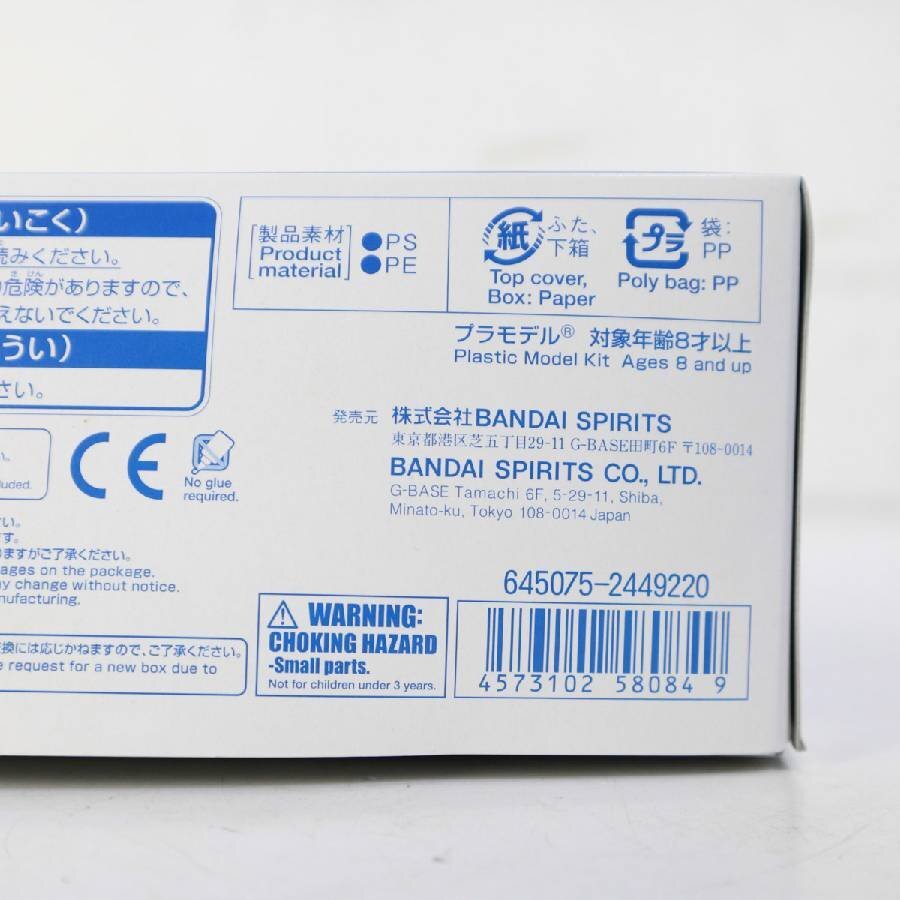 いこく)
読みください。
危険がありますので、
えないでください。
うい)
さい。
い。
cluded.
CE
No glue
required.
い。
す。
りますがご了承ください。
ages on the package.
ay change without notice.
nufacturing.
交換には応じかねますので、ご了承ください。
e request for a new box due to
[製品素材
Product
material]
●PS
●PE
紙
ふた、
下箱
Top cover,
Box: Paper
プラ
袋:
PP
Poly bag: PP
プラモデル® 対象年齢8才以上
Plastic Model Kit Ages 8 and up
発売元 株式会社BANDAI SPIRITS
東京都港区芝五丁目29-11 G-BASE田町6F 〒108-0014
BANDAI SPIRITS CO., LTD.
G-BASE Tamachi 6F, 5-29-11, Shiba,
Minato-ku, Tokyo 108-0014 Japan
645075-2449220
WARNING:
CHOKING HAZARD
-Small parts.
Not for children under 3 years.
4573102 58084 9